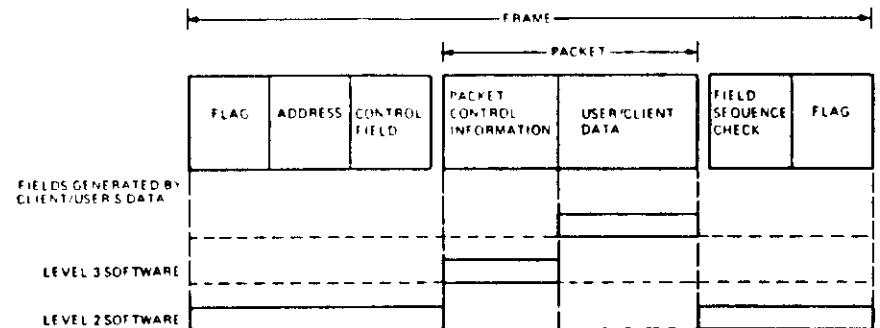 FRAME
PACKET
FLAG
ADDRESS
CONTROL
FIELD
PACKET
CONTROL
INFORMATION
USER/CLIENT
DATA
FIELD
SEQUENCE
CHECK
FLAG
FIELDS GENERATED BY
CLIENT/USER'S DATA
LEVEL 3 SOFTWARE
LEVEL 2 SOFTWARE